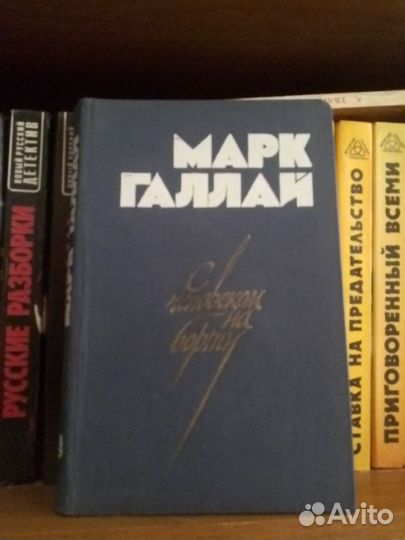 МАРК
ГАЛЛАЙ
С
человеком
на
борту
НОВЫЙ РУССКИЙ
ДЕТЕКТИВ
РУССКИЕ РАЗБОРКИ
СТАВКА НА ПРЕДАТЕЛЬСТВО
ПРИГОВОРЕННЫЙ ВСЕМИ
Avito